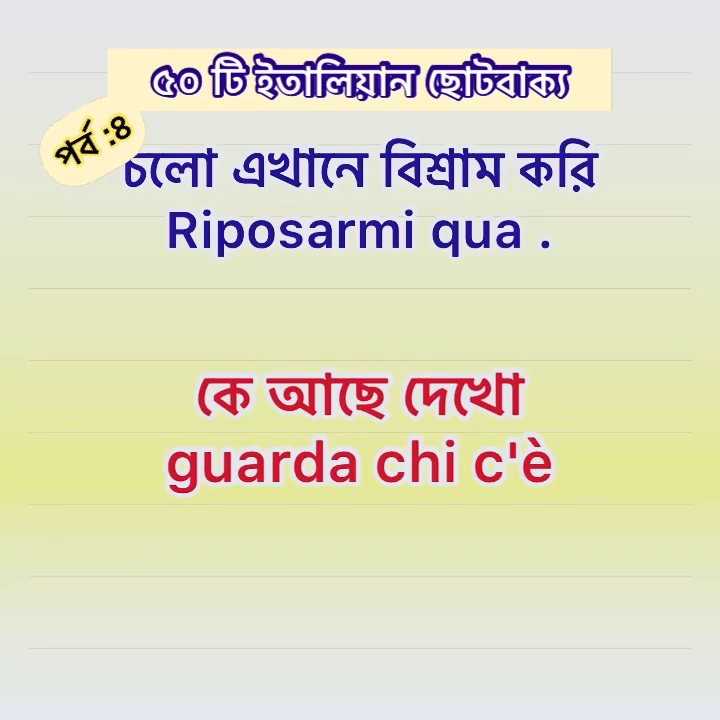 ৫০ টি ইতালিয়ান ছোটবাক্য
পর্ব :৪
চলো এখানে বিশ্রাম করি
Riposarmi qua .
কে আছে দেখো
guarda chi c'è